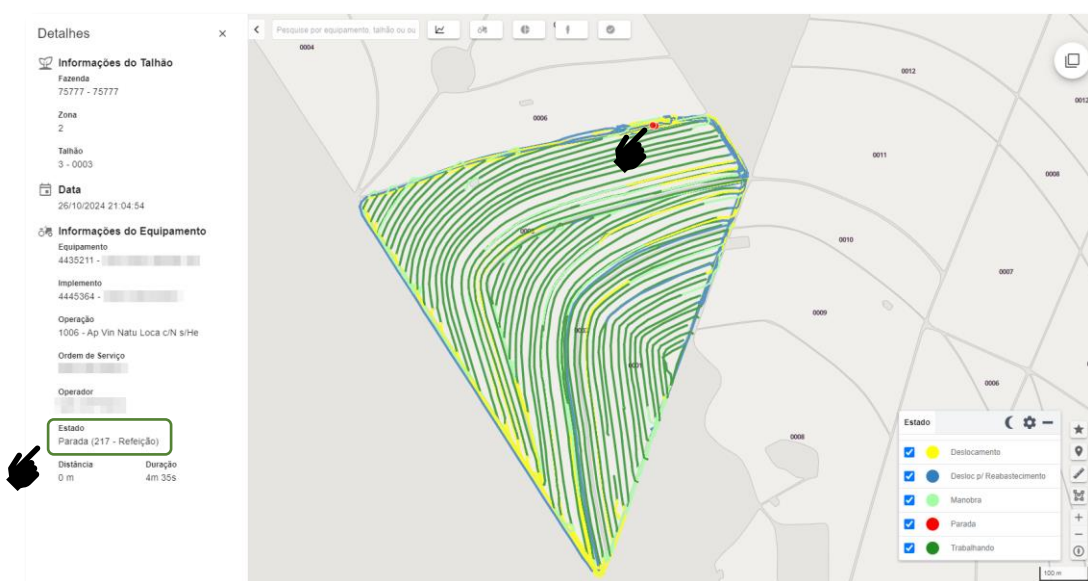 Detalhes
×
Informações do Talhão
Fazenda
75777 - 75777
Zona
2
Talhão
3 - 0003
Data
26/10/2024 21:04:54
Informações do Equipamento
Equipamento
4435211 -
Implemento
4445364 -
Operação
1006 - Ap Vin Natu Loca c/N s/He
Ordem de Serviço
Operador
Estado
Parada (217 - Refeição)
Distância Duração
0 m 4m 35s
Pesquise por equipamento, talhão ou ou
0004
0012
0012
0006
0011
0008
0010
0007
0009
0031
0006
0008
Estado
Deslocamento
Desloc p/ Reabastecimento
Manobra
Parada
Trabalhando
100 m